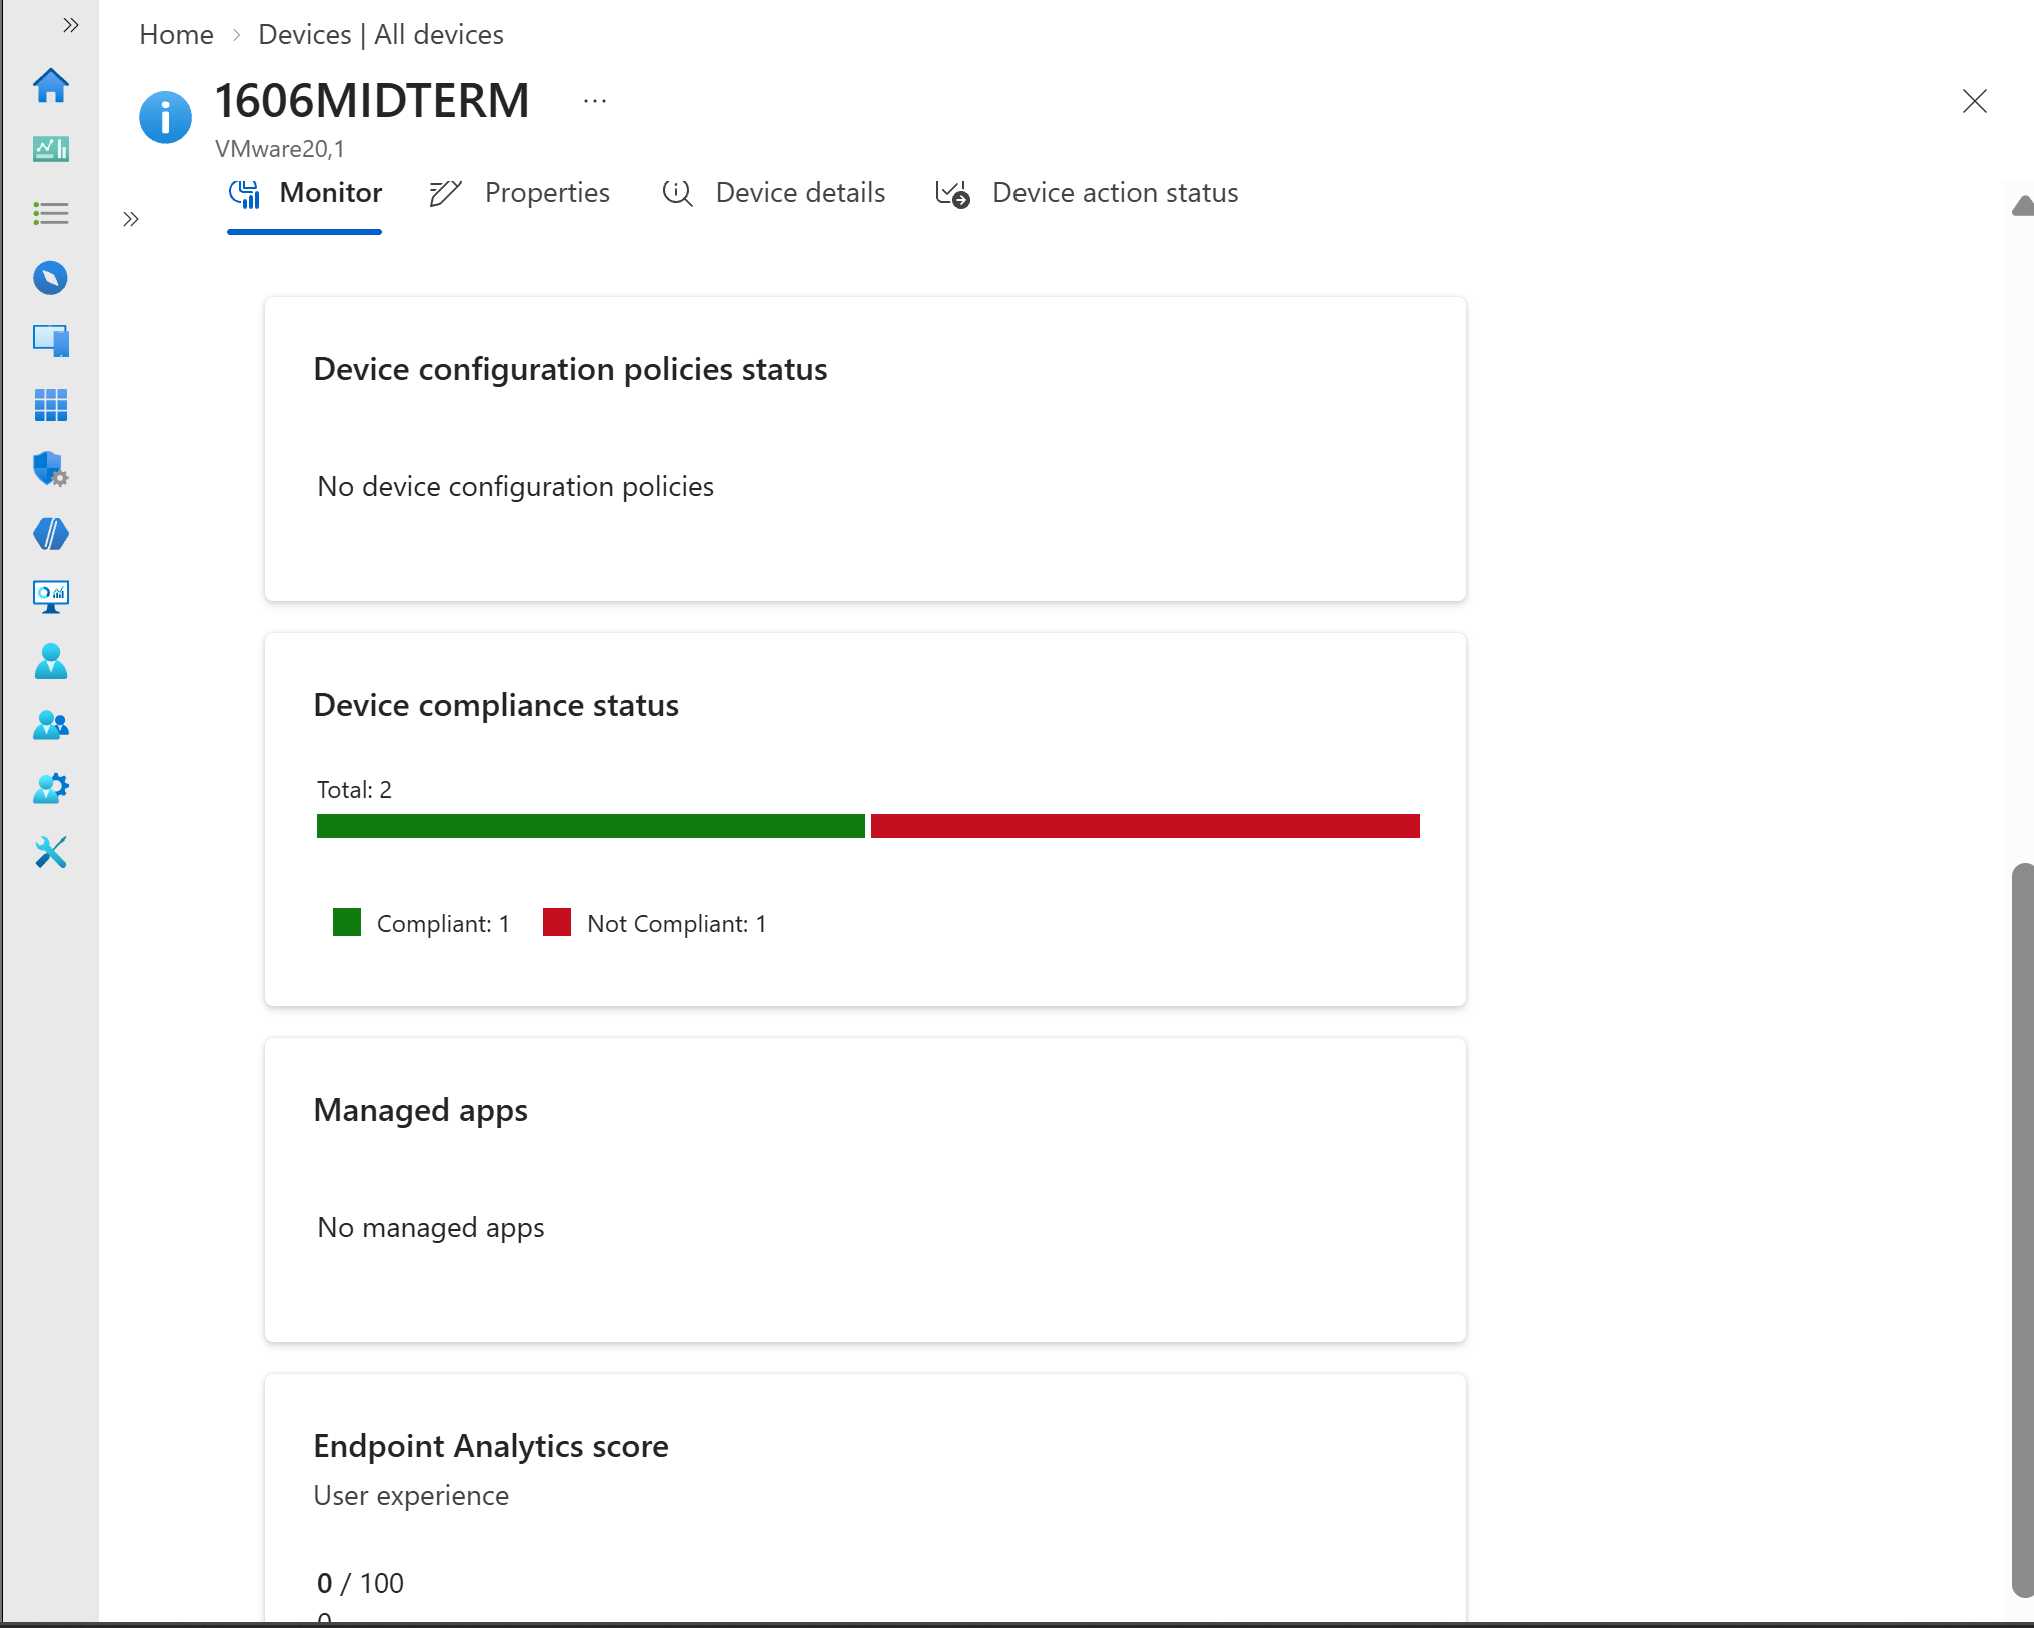 Home > Devices | All devices
1606MIDTERM ...
VMware20,1
Monitor Properties Device details Device action status
Device configuration policies status
No device configuration policies
Device compliance status
Total: 2
Compliant: 1 Not Compliant: 1
Managed apps
No managed apps
Endpoint Analytics score
User experience
0 / 100